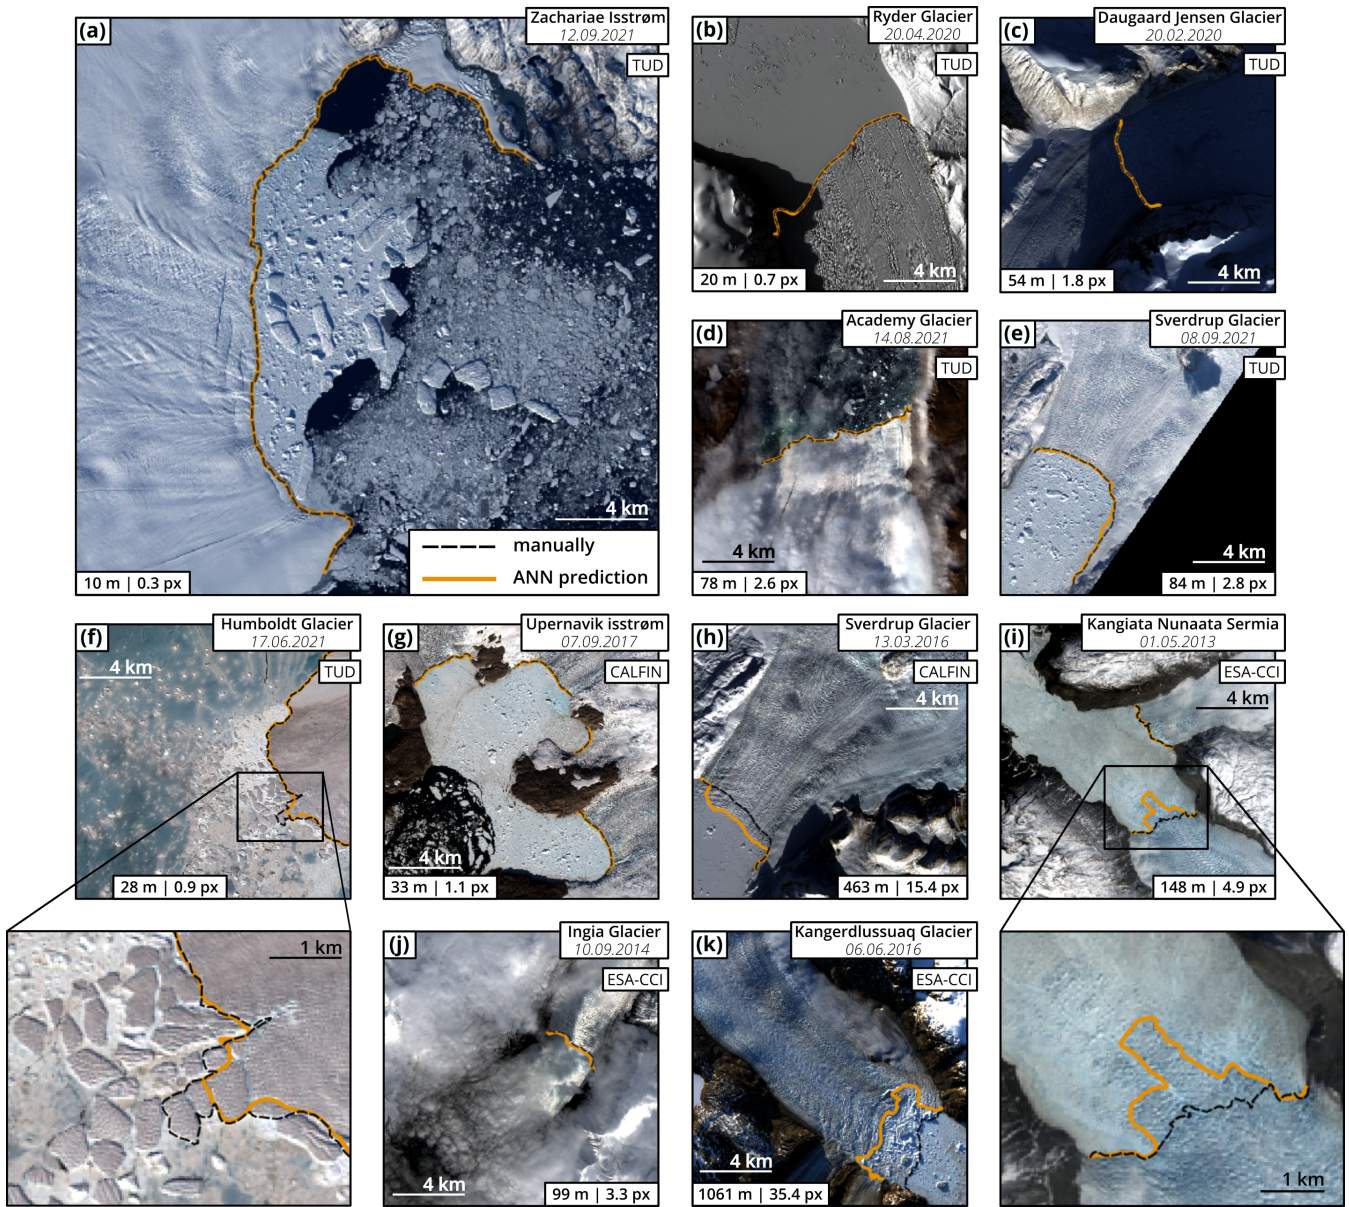 (a)
Zachariae Isstrøm
12.09.2021
TUD
4 km
manually
ANN prediction
10 m | 0.3 px
(b)
Ryder Glacier
20.04.2020
TUD
4 km
20 m | 0.7 px
(c)
Daugaard Jensen Glacier
20.02.2020
TUD
4 km
54 m | 1.8 px
(d)
Academy Glacier
14.08.2021
TUD
4 km
78 m | 2.6 px
(e)
Sverdrup Glacier
08.09.2021
TUD
4 km
84 m | 2.8 px
(f)
Humboldt Glacier
17.06.2021
TUD
4 km
28 m | 0.9 px
(g)
Upernavik isstrøm
07.09.2017
CALFIN
4 km
33 m | 1.1 px
(h)
Sverdrup Glacier
13.03.2016
CALFIN
4 km
463 m | 15.4 px
(i)
Kangiata Nunaata Sermia
01.05.2013
ESA-CCI
4 km
148 m | 4.9 px
1 km
(j)
Ingia Glacier
10.09.2014
ESA-CCI
4 km
99 m | 3.3 px
(k)
Kangerdlussuaq Glacier
06.06.2016
ESA-CCI
4 km
1061 m | 35.4 px
1 km